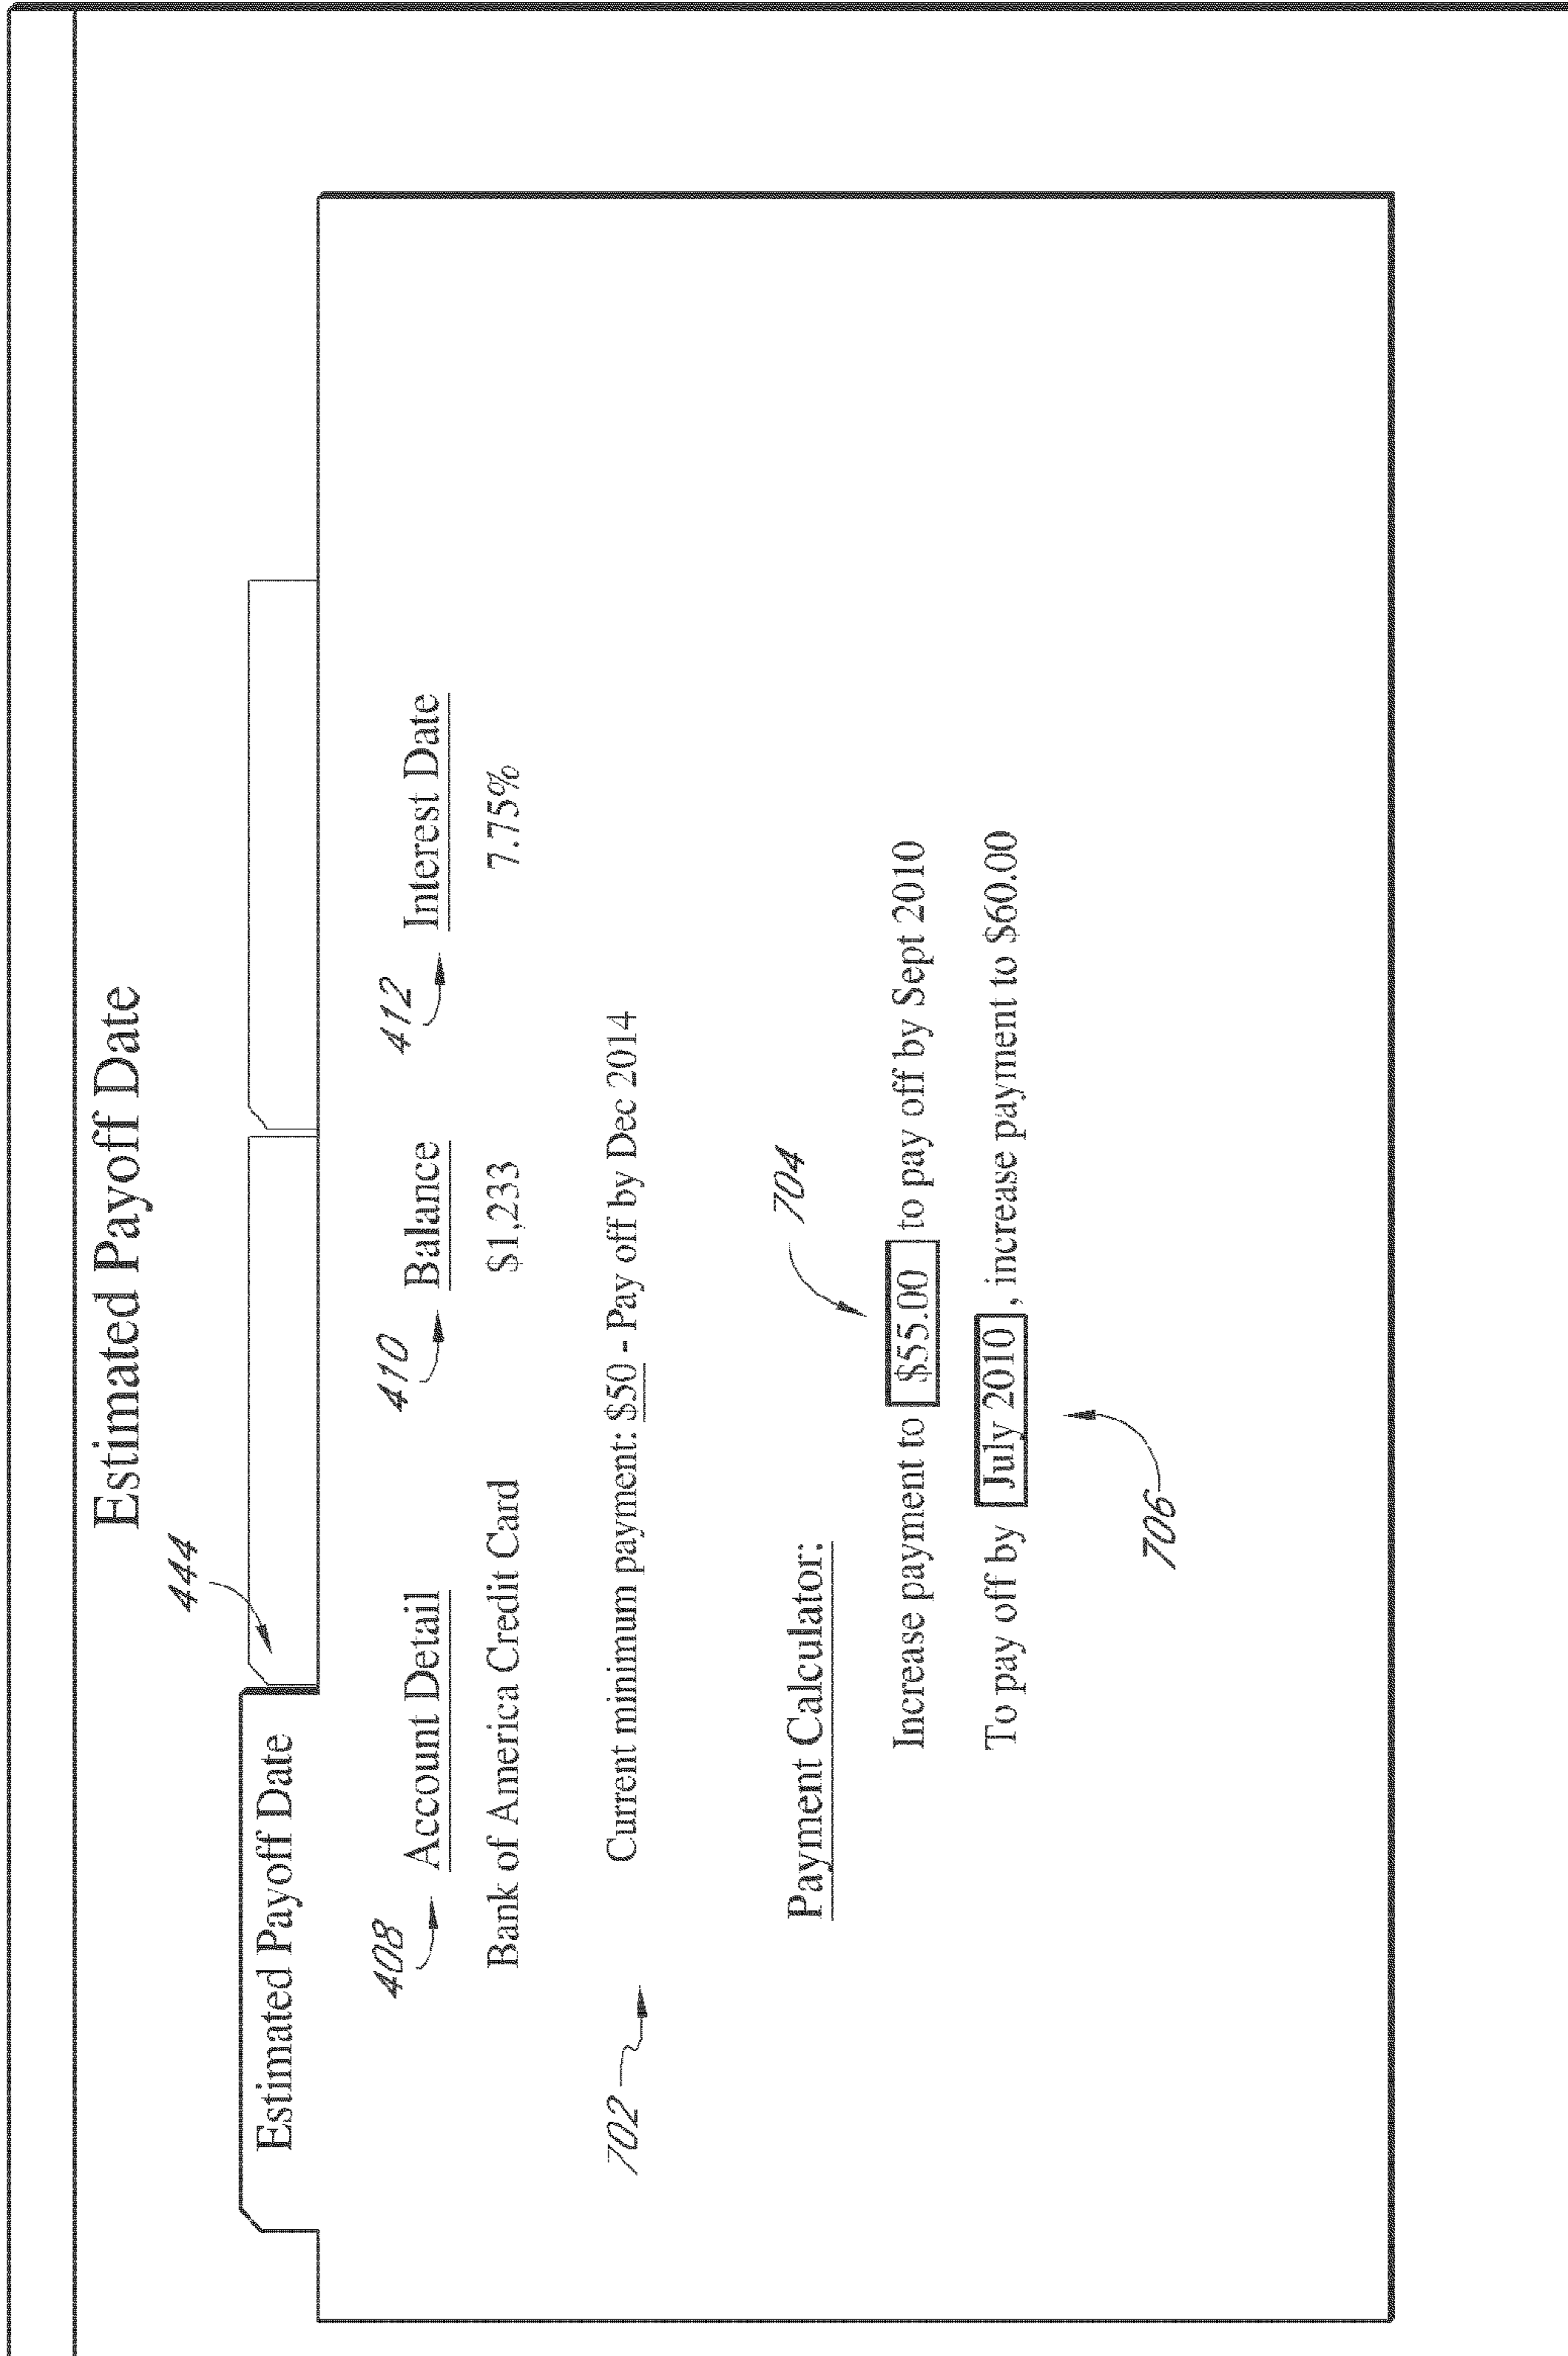 Estimated Payoff Date
444
Estimated Payoff Date
408 410 412
Account Detail Balance Interest Date
Bank of America Credit Card $1,233 7.75%
702 Current minimum payment: $50 - Pay off by Dec 2014
704
Payment Calculator:
Increase payment to $55.00 to pay off by Sept 2010
To pay off by July 2010, increase payment to $60.00
706